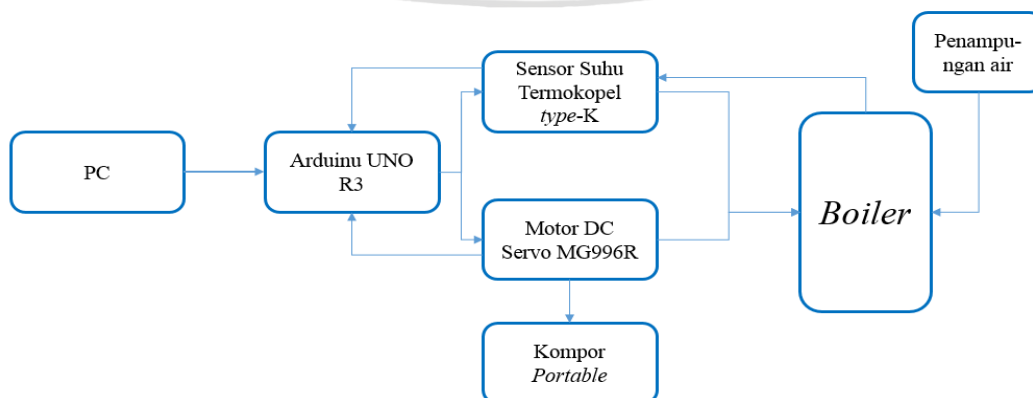 PC
Arduinu UNO
R3
Sensor Suhu
Termokopel
type-K
Motor DC
Servo MG996R
Kompor
Portable
Boiler
Penampu-
ngan air